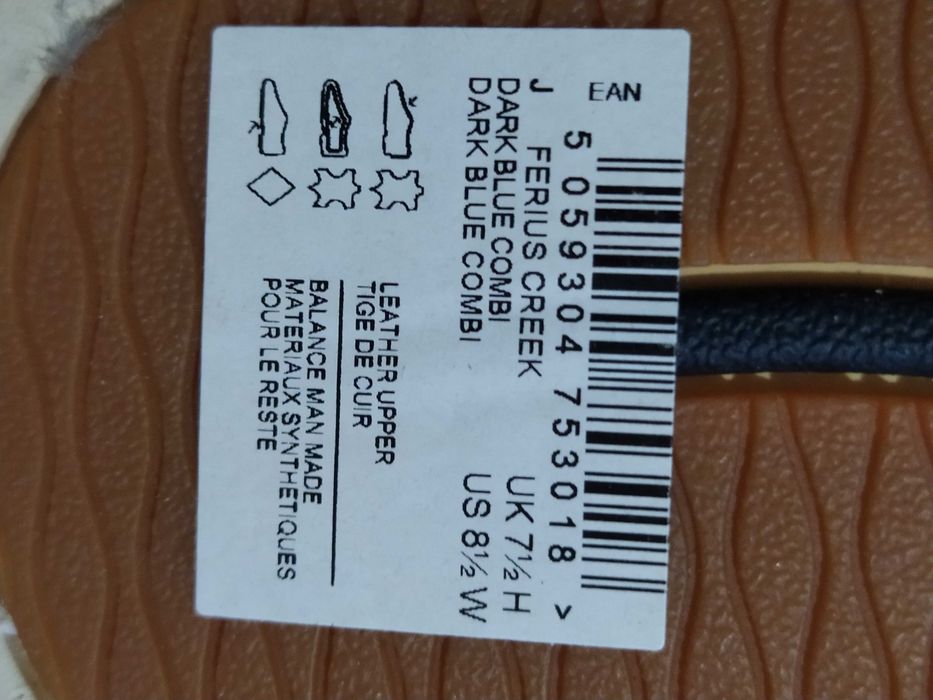 EAN
5 059304 753018 >
J FERIUS CREEK UK 7½ H
DARK BLUE COMBI US 8½ W
DARK BLUE COMBI
LEATHER UPPER
TIGE DE CUIR
BALANCE MAN MADE
MATERIAUX SYNTHETIQUES
POUR LE RESTE